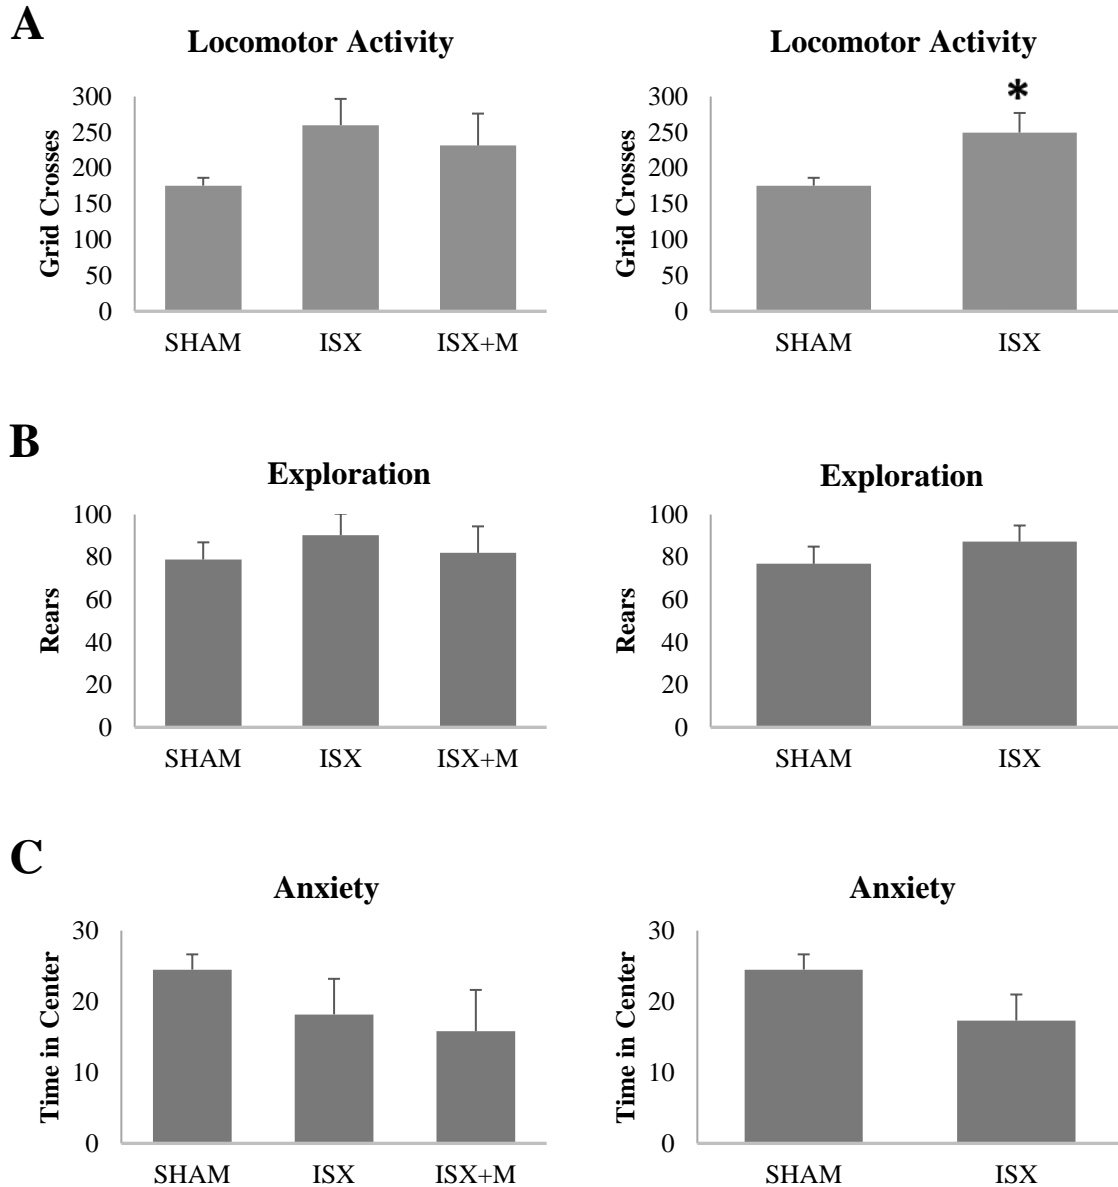 A
Locomotor Activity
Grid Crosses
300
250
200
150
100
50
0
SHAM ISX ISX+M
Locomotor Activity
*
Grid Crosses
300
250
200
150
100
50
0
SHAM ISX
B
Exploration
Rears
100
80
60
40
20
0
SHAM ISX ISX+M
Exploration
Rears
100
80
60
40
20
0
SHAM ISX
C
Anxiety
Time in Center
30
20
10
0
SHAM ISX ISX+M
Anxiety
Time in Center
30
20
10
0
SHAM ISX